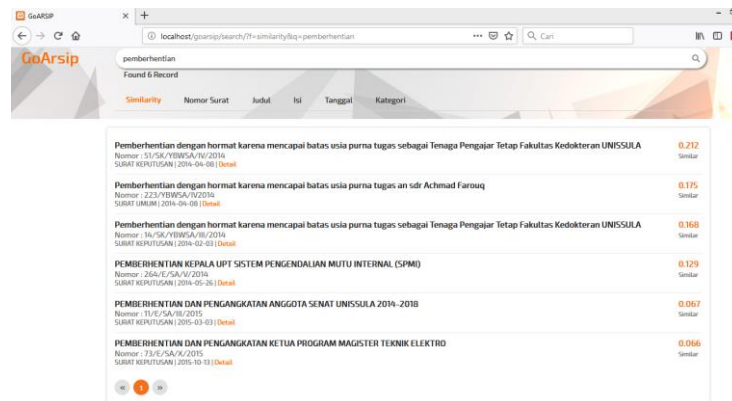 GoARSIP
localhost/goarsip/search/?f=similarity&q=pemberhentian
Cari
GoArsip
pemberhentian
Found 6 Record
Similarity Nomor Surat Judul Isi Tanggal Kategori
Pemberhentian dengan hormat karena mencapai batas usia purna tugas sebagai Tenaga Pengajar Tetap Fakultas Kedokteran UNISSULA 0.212
Nomor : 51/SK/YBWSA/IV/2014 Similar
SURAT KEPUTUSAN | 2014-04-08 | Detail
Pemberhentian dengan hormat karena mencapai batas usia purna tugas an sdr Achmad Farouq 0.175
Nomor : 223/YBWSA/IV/2014 Similar
SURAT UMUM | 2014-04-08 | Detail
Pemberhentian dengan hormat karena mencapai batas usia purna tugas sebagai Tenaga Pengajar Tetap Fakultas Kedokteran UNISSULA 0.168
Nomor : 14/SK/YBWSA/III/2014 Similar
SURAT KEPUTUSAN | 2014-02-03 | Detail
PEMBERHENTIAN KEPALA UPT SISTEM PENGENDALIAN MUTU INTERNAL (SPMI) 0.129
Nomor : 264/E/SA/V/2014 Similar
SURAT KEPUTUSAN | 2014-05-26 | Detail
PEMBERHENTIAN DAN PENGANGKATAN ANGGOTA SENAT UNISSULA 2014-2018 0.067
Nomor : 11/E/SA/III/2015 Similar
SURAT KEPUTUSAN | 2015-03-03 | Detail
PEMBERHENTIAN DAN PENGANGKATAN KETUA PROGRAM MAGISTER TEKNIK ELEKTRO 0.066
Nomor : 73/E/SA/X/2015 Similar
SURAT KEPUTUSAN | 2015-10-13 | Detail
« 1 »